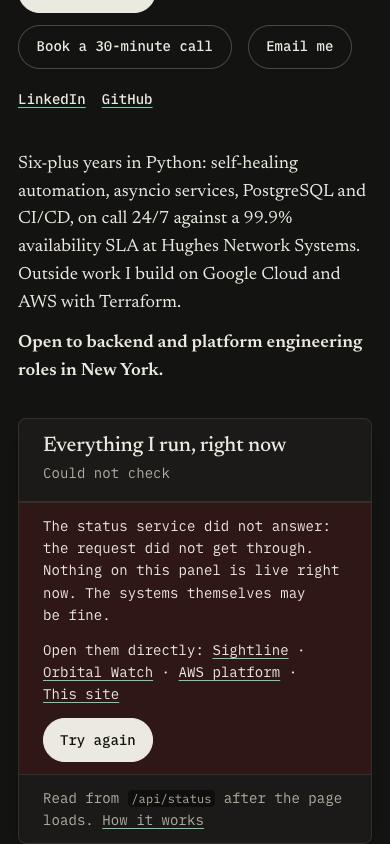 Book a 30-minute call
Email me
LinkedIn GitHub
Six-plus years in Python: self-healing
automation, asyncio services, PostgreSQL and
CI/CD, on call 24/7 against a 99.9%
availability SLA at Hughes Network Systems.
Outside work I build on Google Cloud and
AWS with Terraform.
Open to backend and platform engineering
roles in New York.
Everything I run, right now
Could not check
The status service did not answer:
the request did not get through.
Nothing on this panel is live right
now. The systems themselves may
be fine.
Open them directly: Sightline ·
Orbital Watch · AWS platform ·
This site
Try again
Read from /api/status after the page
loads. How it works